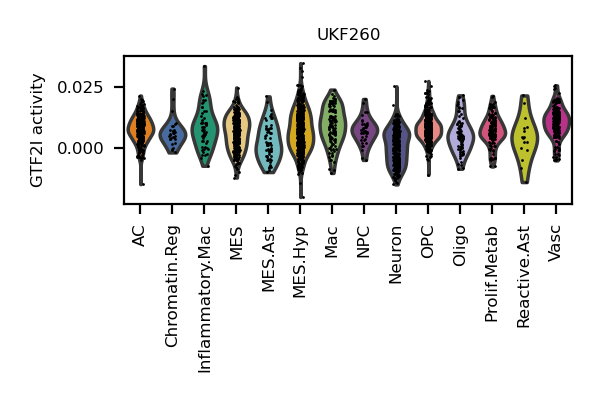 UKF260
GTF2I activity
0.025
0.000
AC
Chromatin.Reg
Inflammatory.Mac
MES
MES.Ast
MES.Hyp
Mac
NPC
Neuron
OPC
Oligo
Prolif.Metab
Reactive.Ast
Vasc